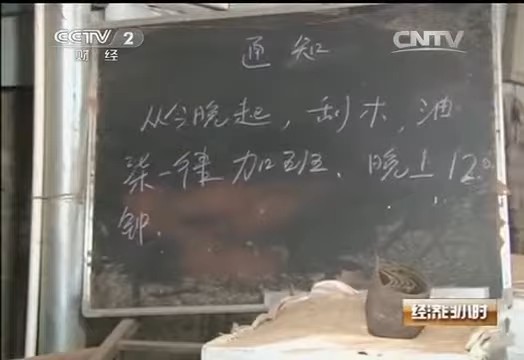 CCTV 2
财经
CNTV
通知
从今晚起，刮木，油
柒一律加班、晚上12点
钟.
经济半小时